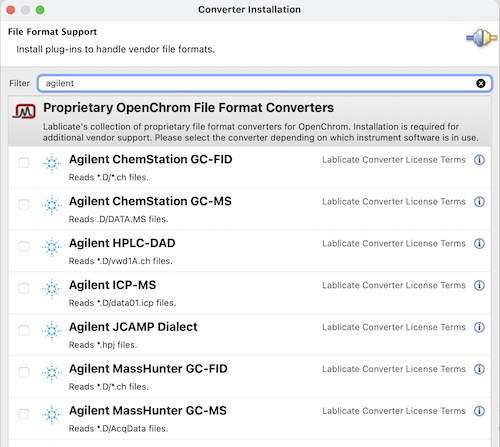 Converter Installation
File Format Support
Install plug-ins to handle vendor file formats.
Filter agilent
Proprietary OpenChrom File Format Converters
Lablicate's collection of proprietary file format converters for OpenChrom. Installation is required for
additional vendor support. Please select the converter depending on which instrument software is in use.
Agilent ChemStation GC-FID Lablicate Converter License Terms
Reads *.D/*.ch files.
Agilent ChemStation GC-MS Lablicate Converter License Terms
Reads .D/DATA.MS files.
Agilent HPLC-DAD Lablicate Converter License Terms
Reads *.D/vwd1A.ch files.
Agilent ICP-MS Lablicate Converter License Terms
Reads *.D/data01.icp files.
Agilent JCAMP Dialect Lablicate Converter License Terms
Reads *.hpj files.
Agilent MassHunter GC-FID Lablicate Converter License Terms
Reads *.D/*.ch files.
Agilent MassHunter GC-MS Lablicate Converter License Terms
Reads *.D/AcqData files.